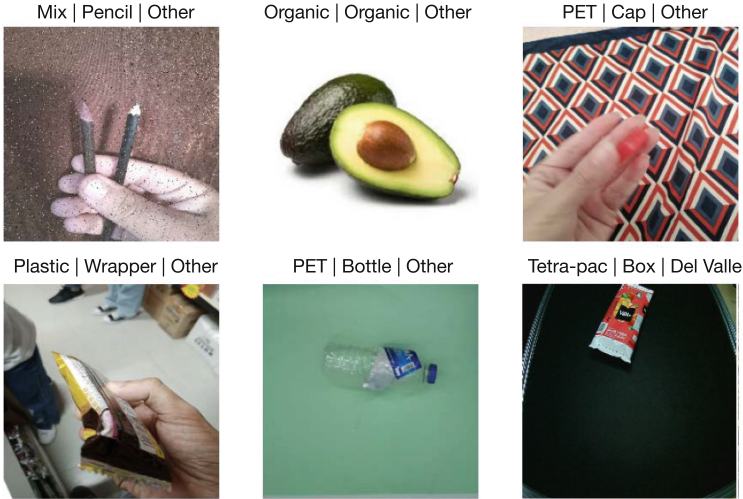 Mix | Pencil | Other
Organic | Organic | Other
PET | Cap | Other
Plastic | Wrapper | Other
PET | Bottle | Other
Tetra-pac | Box | Del Valle
Valle